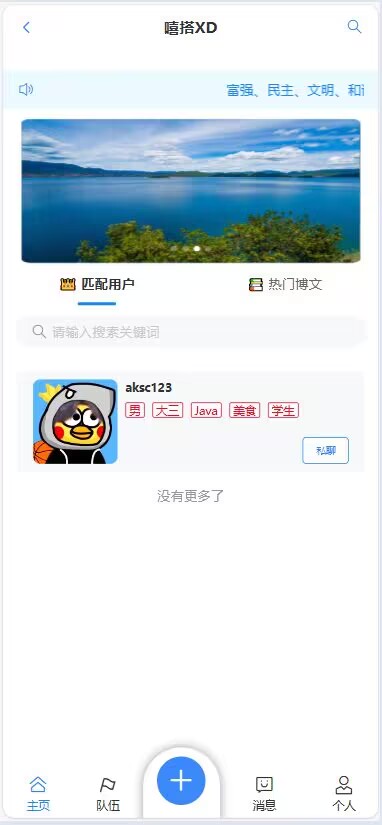 嘻搭XD
富强、民主、文明、和
匹配用户
热门博文
请输入搜索关键词
aksc123
男 大三 Java 美食 学生
私聊
没有更多了
主页 队伍 消息 个人